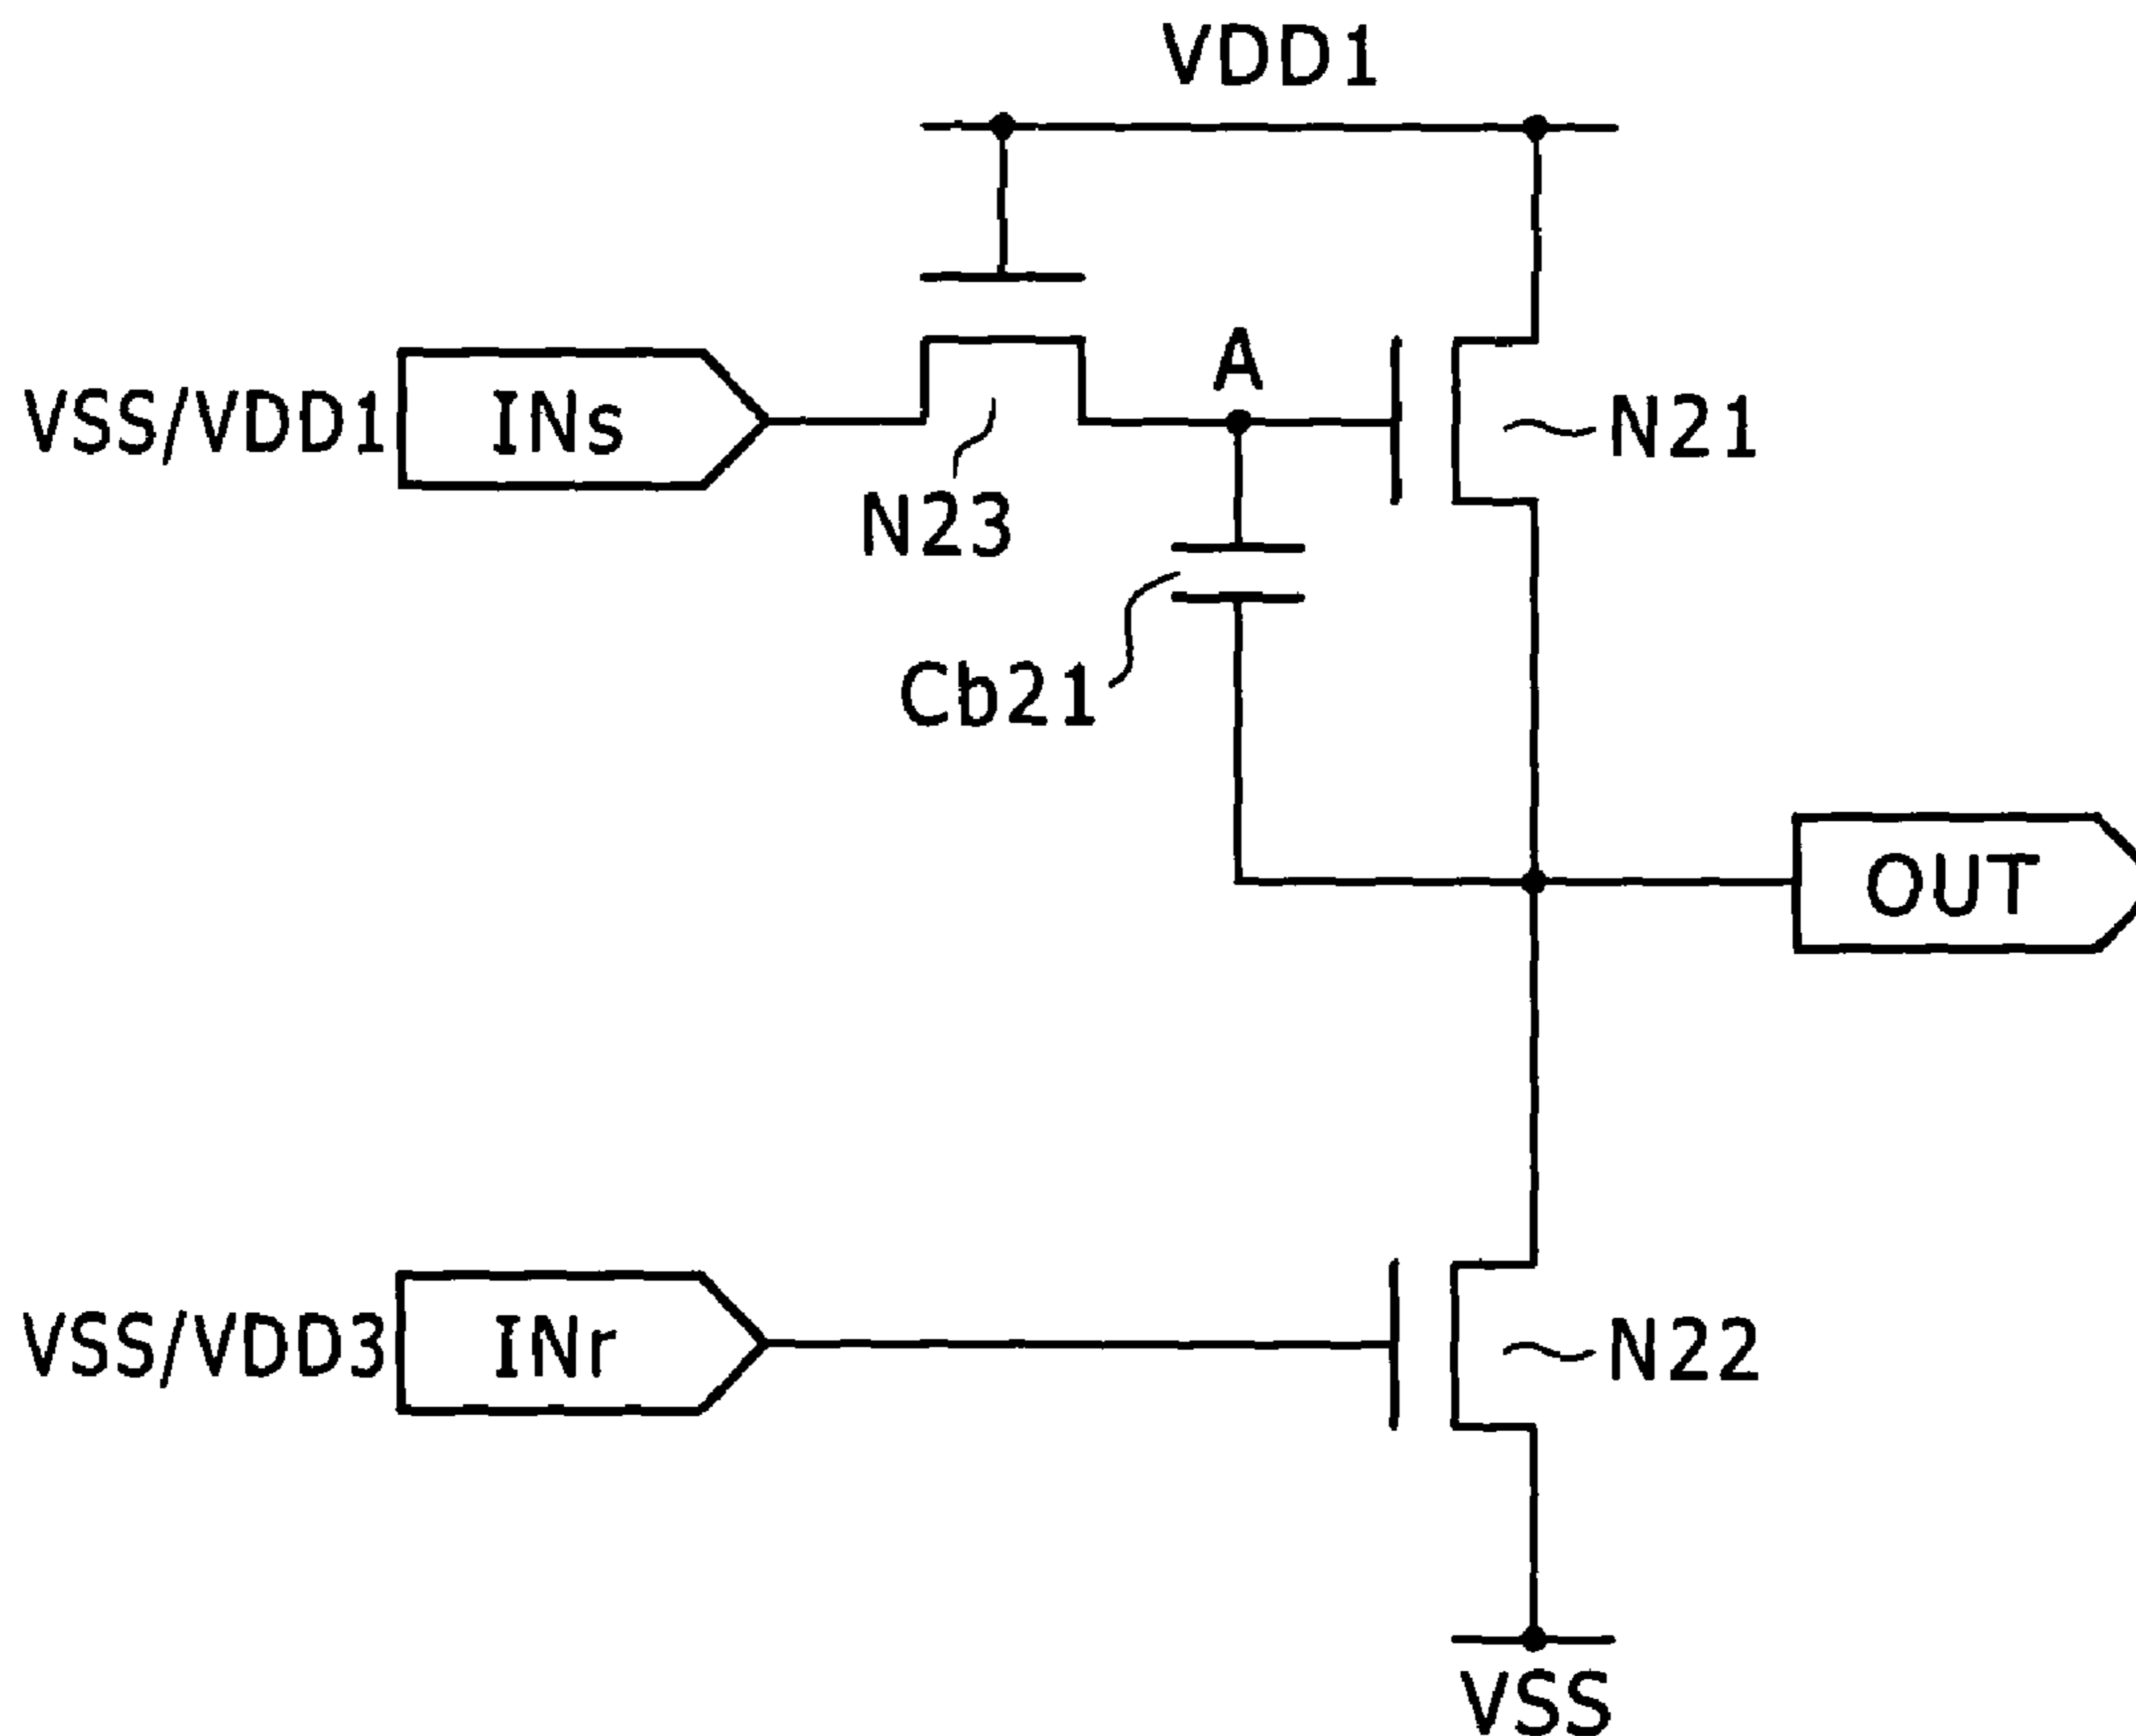 VDD1
VSS/VDD1
INs
A
N21
N23
Cb21
OUT
VSS/VDD3
INr
N22
VSS